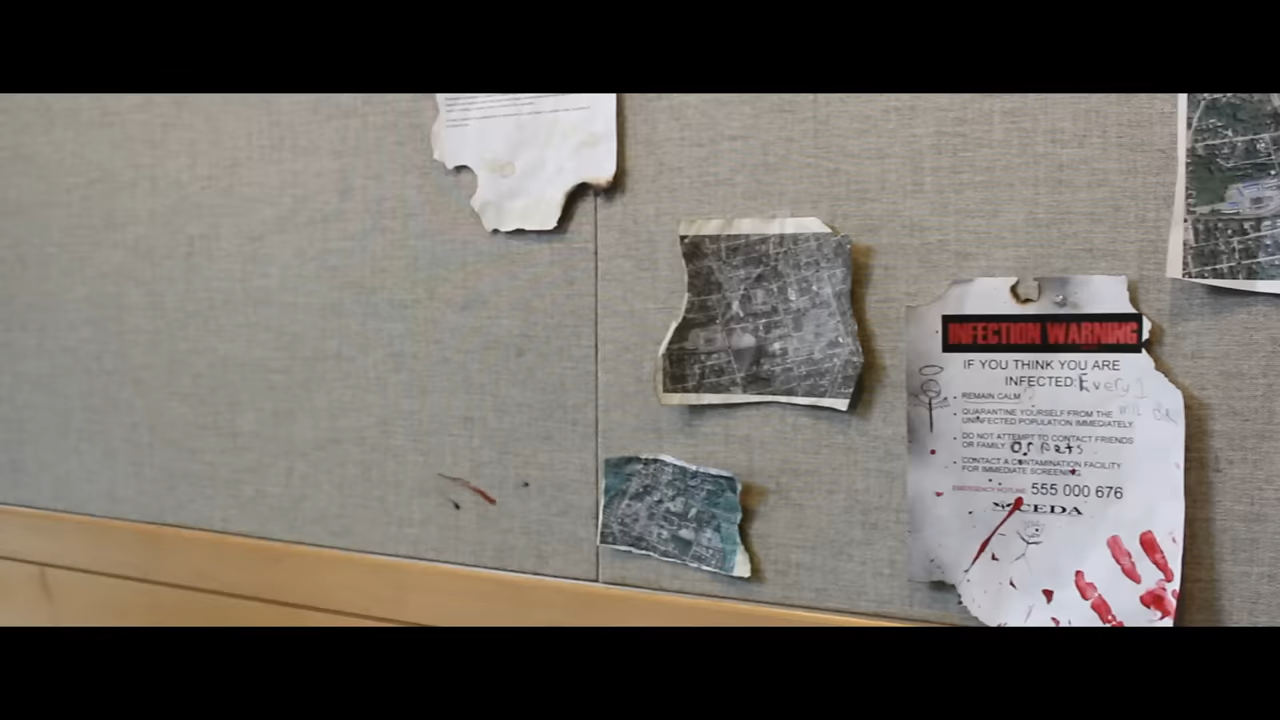 INFECTION WARNING
IF YOU THINK YOU ARE
INFECTED: Every1
REMAIN CALM
QUARANTINE YOURSELF FROM THE
UNINFECTED POPULATION IMMEDIATELY
DO NOT ATTEMPT TO CONTACT FRIENDS
OR FAMILY or pets
CONTACT A CONTAMINATION FACILITY
FOR IMMEDIATE SCREENING.
EMERGENCY HOTLINE 555 000 676
CEDA